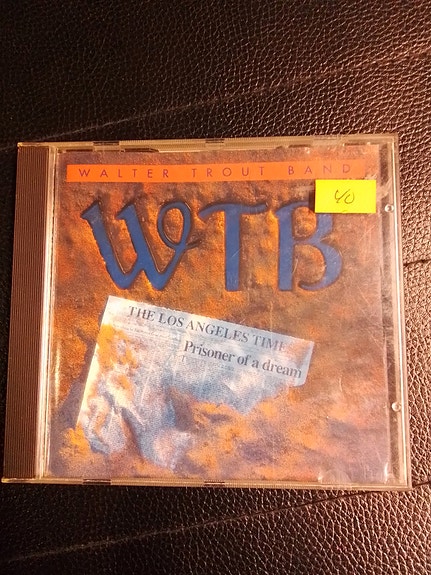 WALTER TROUT BAND
40
WTB
THE LOS ANGELES TIME
Prisoner of a dream